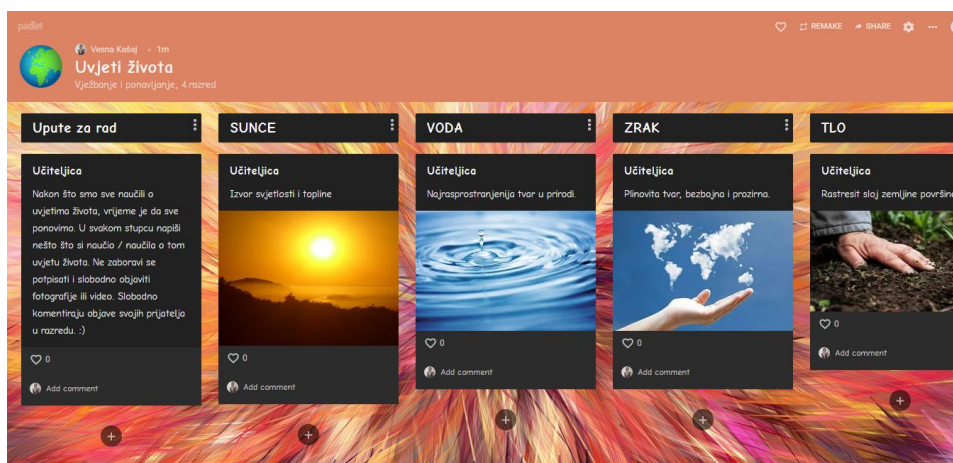 padlet
REMAKE
SHARE
Vesna Kašaj • 1m
Uvjeti života
Vježbanje i ponavljanje, 4.razred
Upute za rad
Učiteljica
Nakon što smo sve naučili o
uvjetima života, vrijeme je da sve
ponovimo. U svakom stupcu napiši
nešto što si naučio / naučila o tom
uvjetu života. Ne zaboravi se
potpisati i slobodno objaviti
fotografije ili video. Slobodno
komentiraju objave svojih prijatelja
u razredu. :)
0
Add comment
SUNCE
Učiteljica
Izvor svjetlosti i topline
0
Add comment
VODA
Učiteljica
Najrasprostranjenija tvar u prirodi.
0
Add comment
ZRAK
Učiteljica
Plinovita tvar, bezbojna i prozirna.
0
Add comment
TLO
Učiteljica
Rastresit sloj zemljine površine
0
Add comment